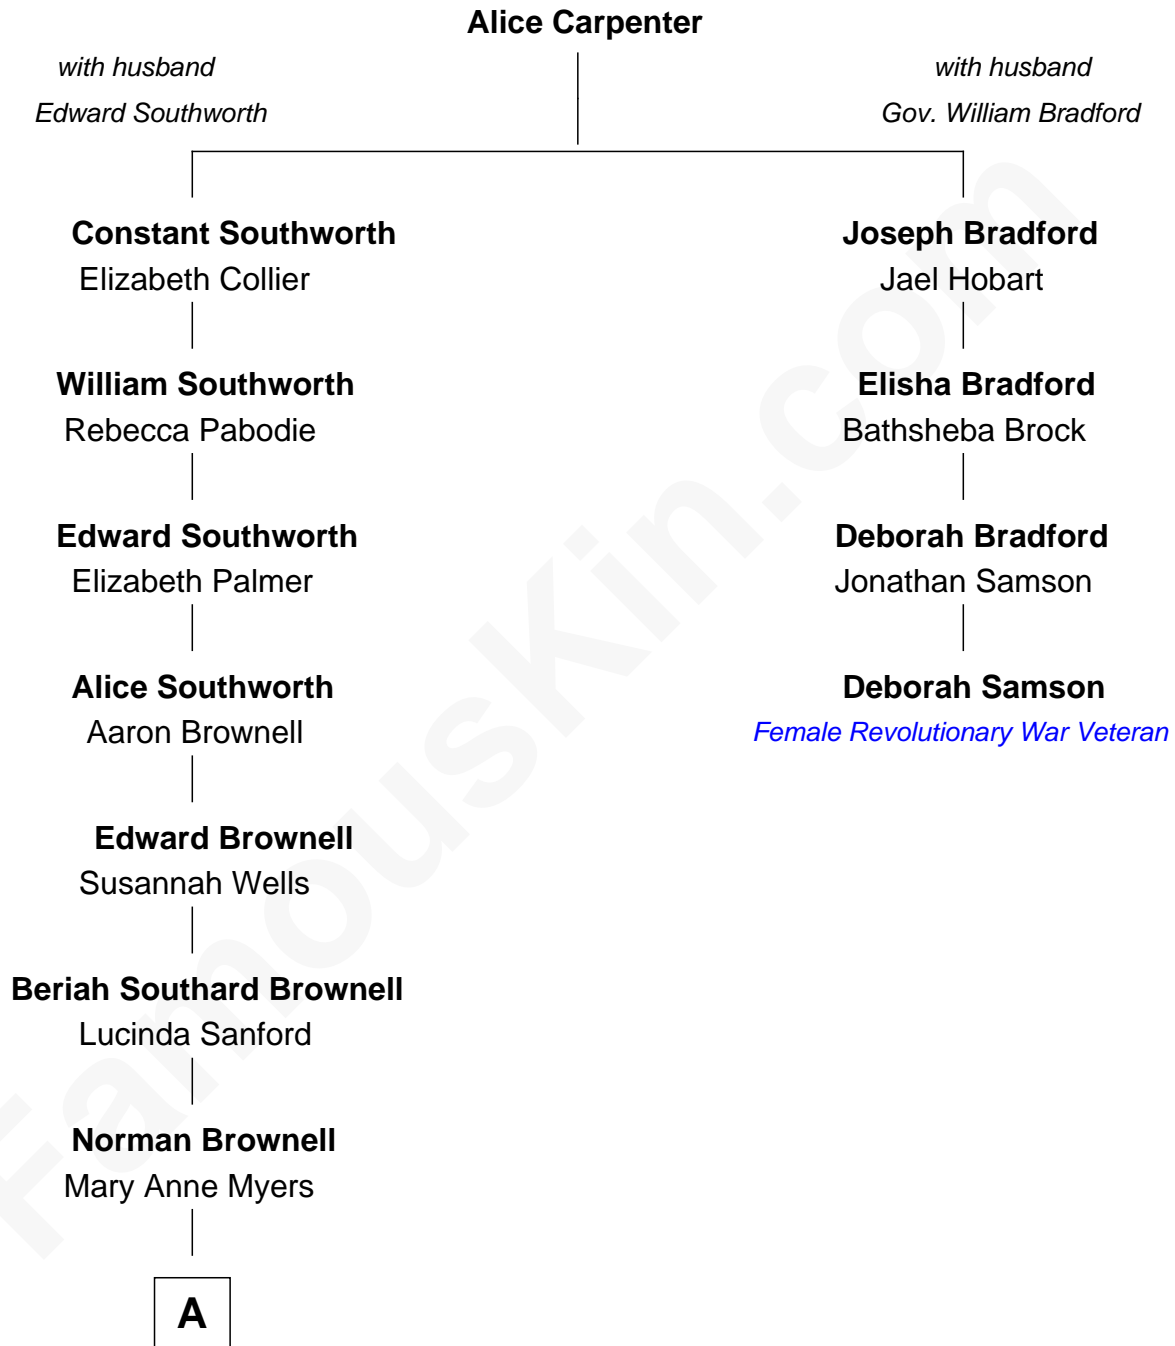 Alice Carpenter
with husband
Edward Southworth
with husband
Gov. William Bradford
Constant Southworth
Elizabeth Collier
William Southworth
Rebecca Pabodie
Edward Southworth
Elizabeth Palmer
Alice Southworth
Aaron Brownell
Edward Brownell
Susannah Wells
Beriah Southard Brownell
Lucinda Sanford
Norman Brownell
Mary Anne Myers
A
Joseph Bradford
Jael Hobart
Elisha Bradford
Bathsheba Brock
Deborah Bradford
Jonathan Samson
Deborah Samson
Female Revolutionary War Veteran
FamousKin.com